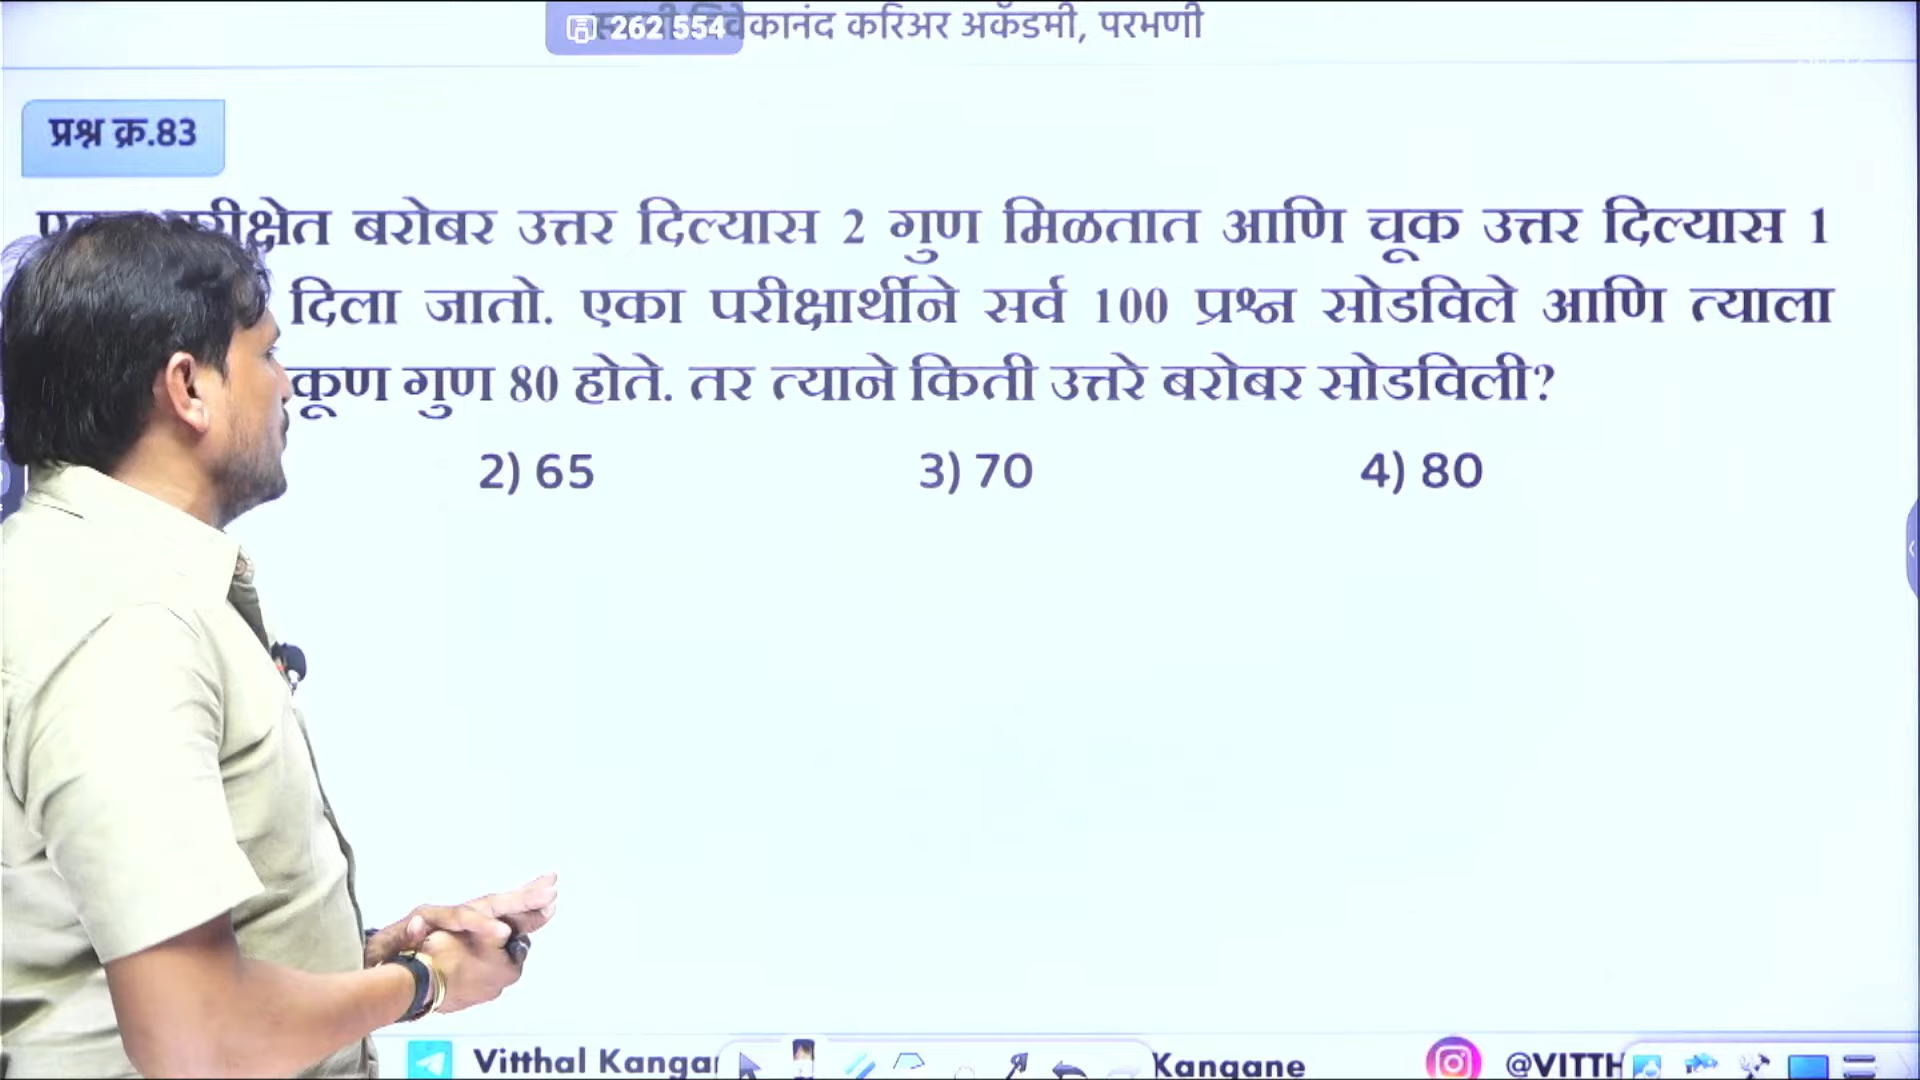 262 554
करिअर अकॅडमी, परभणी
प्रश्न क्र.83
बरोबर उत्तर दिल्यास 2 गुण मिळतात आणि चूक उत्तर दिल्यास 1
दिला जातो. एका परीक्षार्थीने सर्व 100 प्रश्न सोडविले आणि त्याला
गुण 80 होते. तर त्याने किती उत्तरे बरोबर सोडविली?
2) 65 3) 70 4) 80
Vitthal Kangane @VITTH